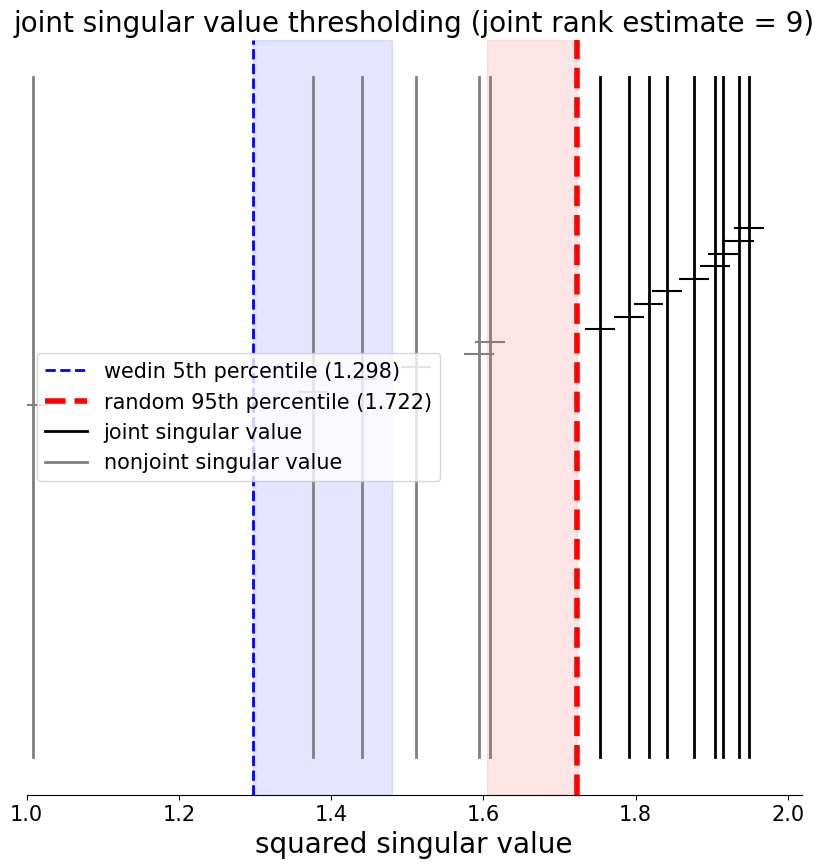 joint singular value thresholding (joint rank estimate = 9)
wedin 5th percentile (1.298)
random 95th percentile (1.722)
joint singular value
nonjoint singular value
1.0 1.2 1.4 1.6 1.8 2.0
squared singular value